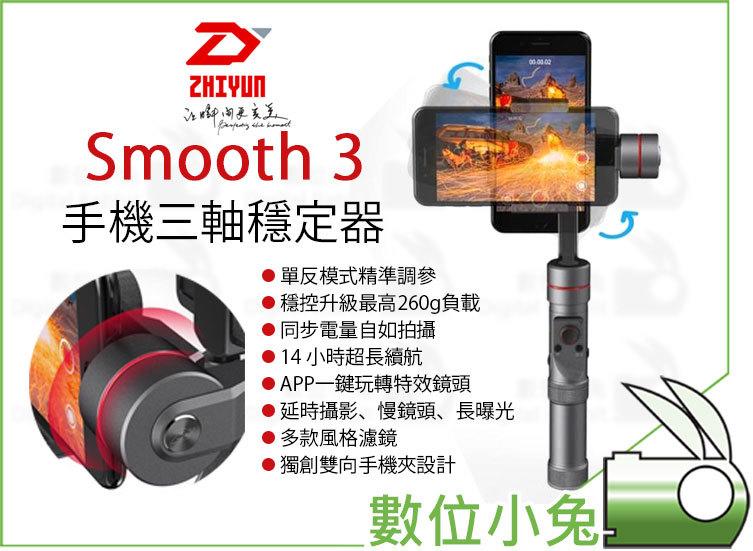 ZHIYUN
Smooth 3
手機三軸穩定器
●單反模式精準調參
●穩控升級最高260g負載
●同步電量自如拍攝
●14 小時超長續航
●APP一鍵玩轉特效鏡頭
●延時攝影、慢鏡頭、長曝光
●多款風格濾鏡
●獨創雙向手機夾設計
00:00:02
數位小兔